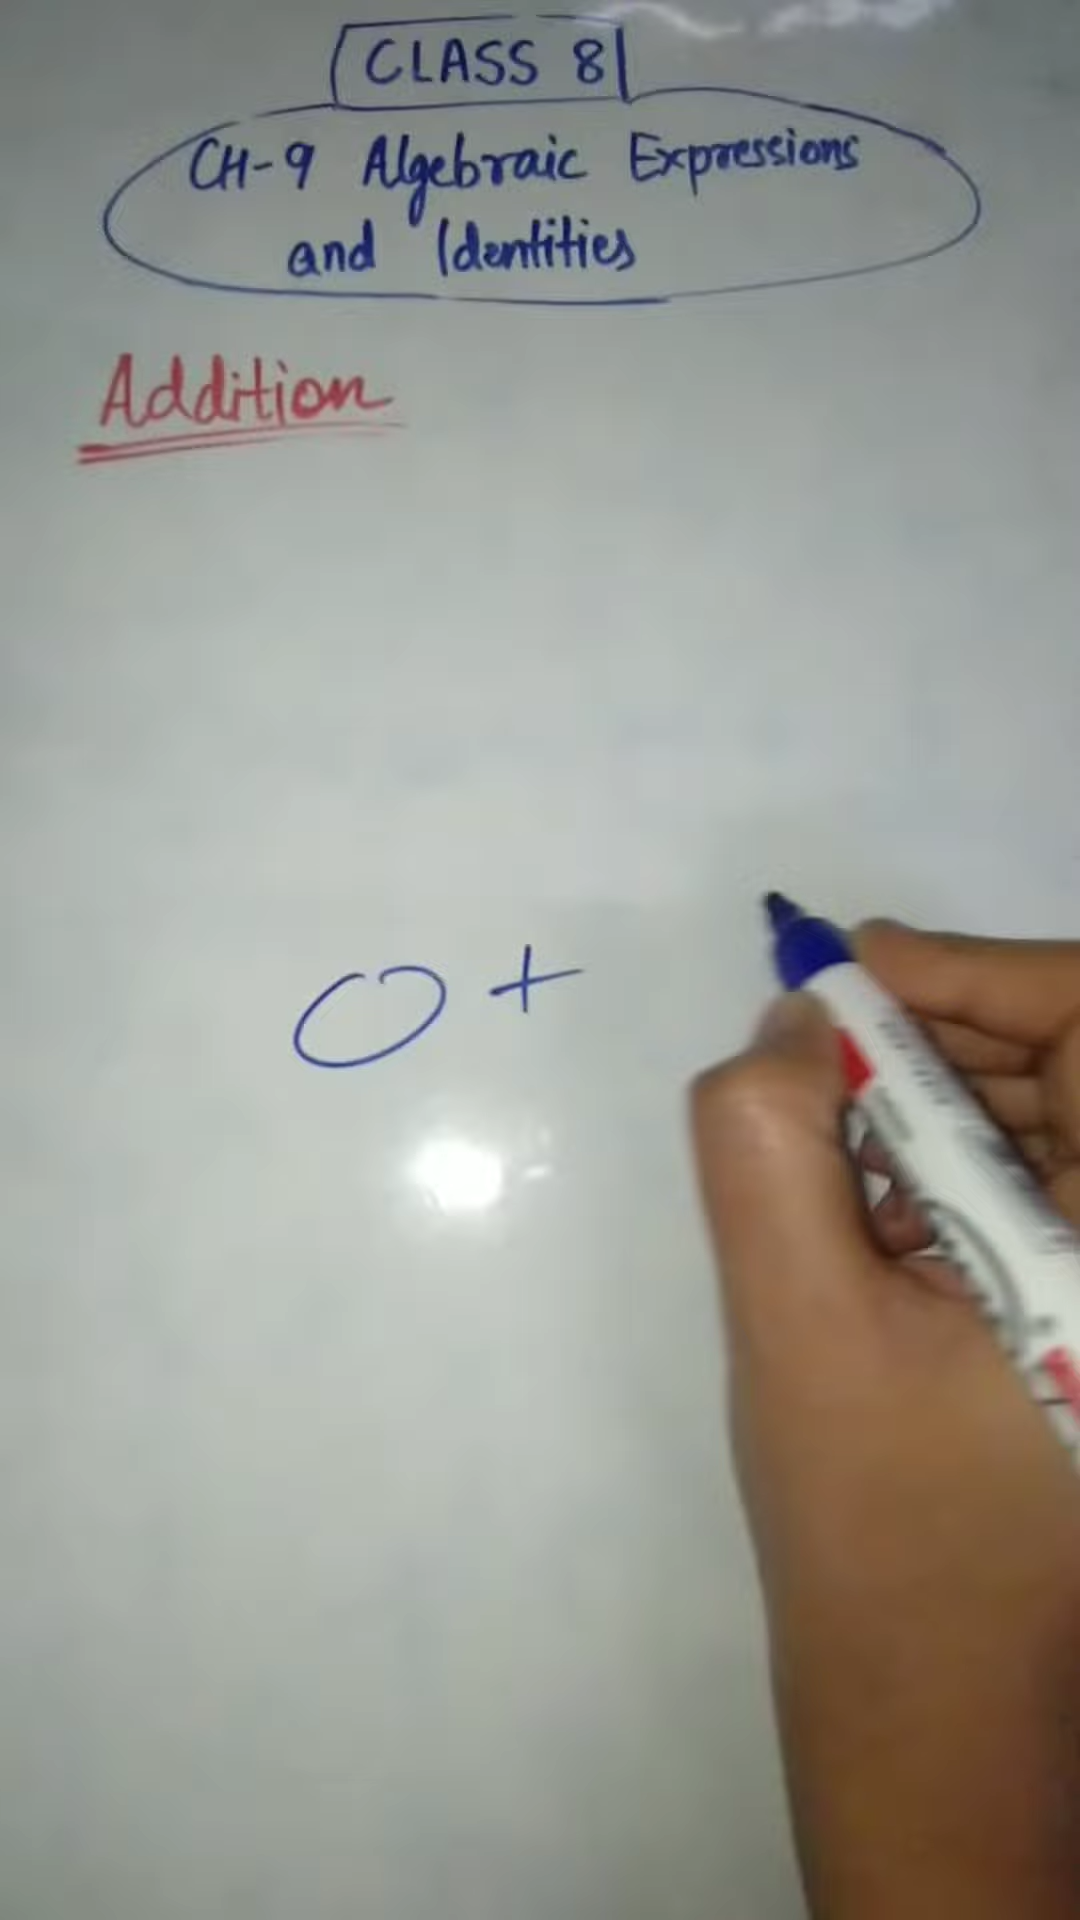 CLASS 8
CH-9 Algebraic Expressions
and Identities
Addition
O +